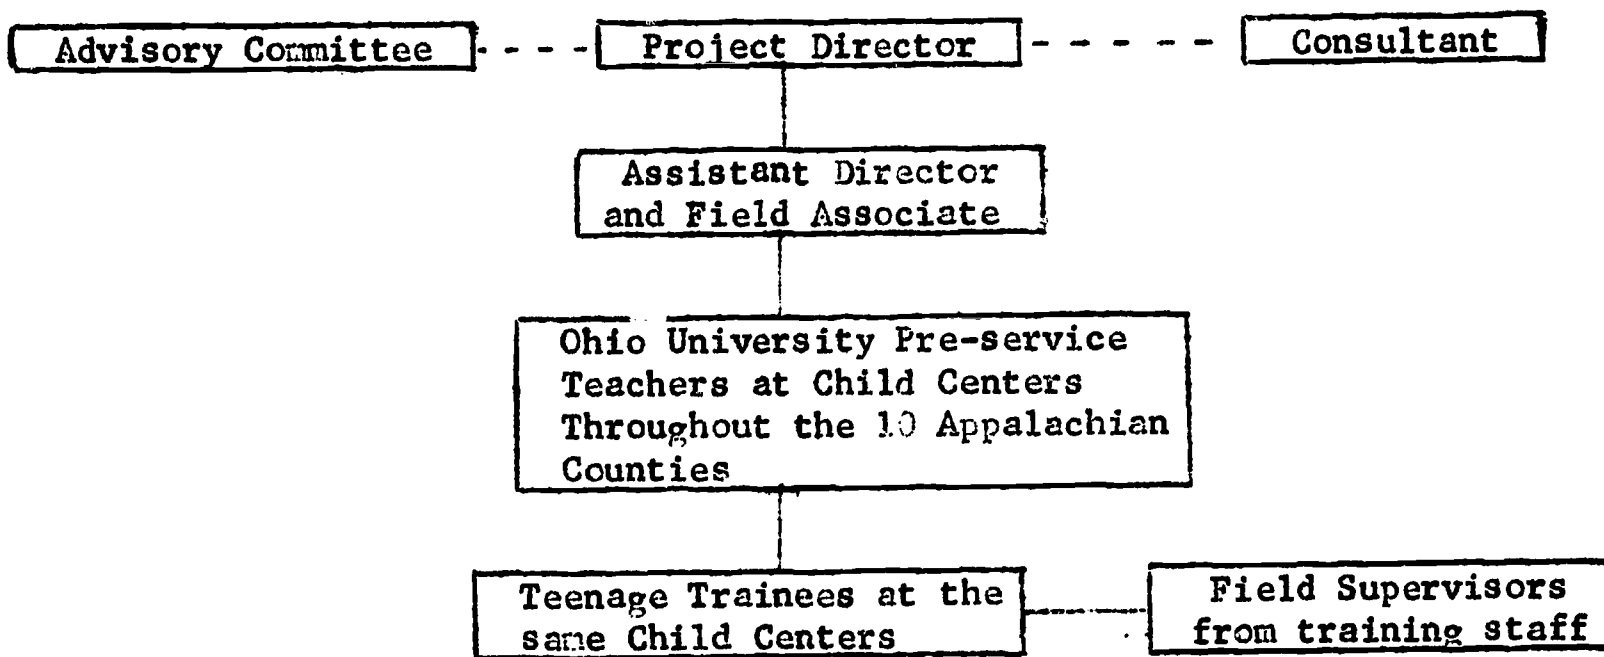 Advisory Committee
Project Director
Consultant
Assistant Director
and Field Associate
Ohio University Pre-service
Teachers at Child Centers
Throughout the 10 Appalachian
Counties
Teenage Trainees at the
same Child Centers
Field Supervisors
from training staff